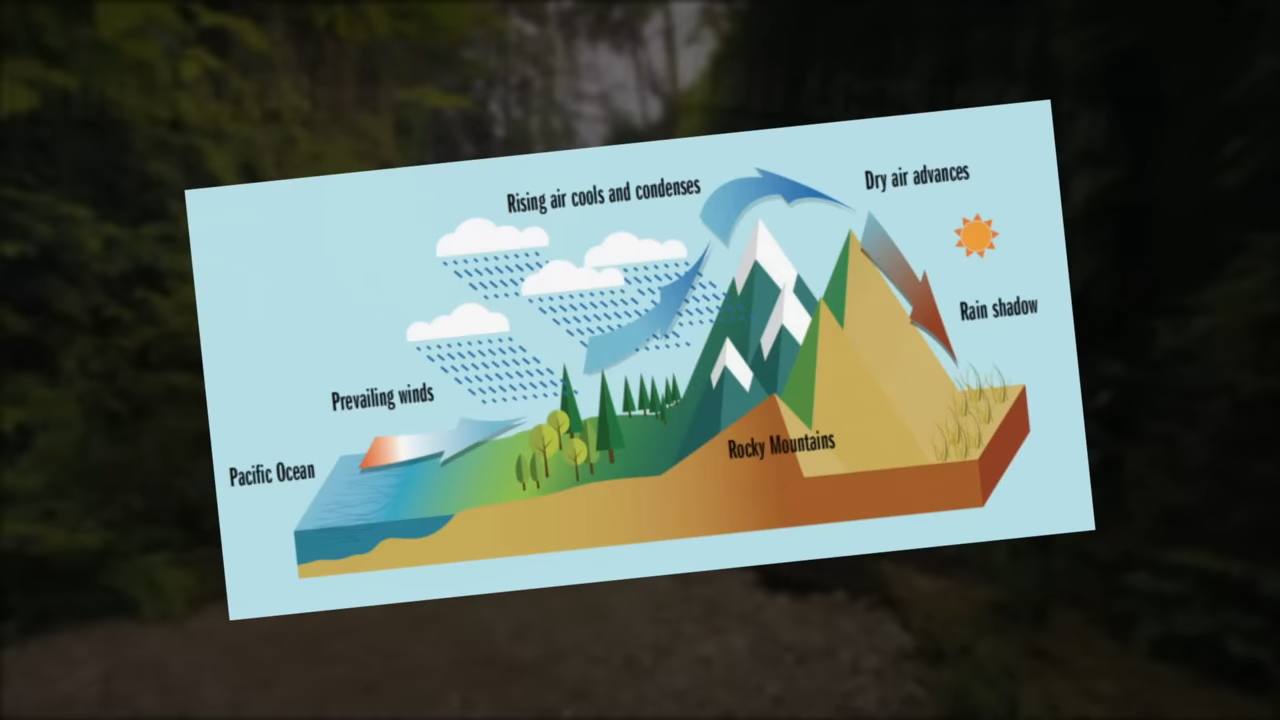 Dry air advances
Rising air cools and condenses
Rain shadow
Prevailing winds
Rocky Mountains
Pacific Ocean